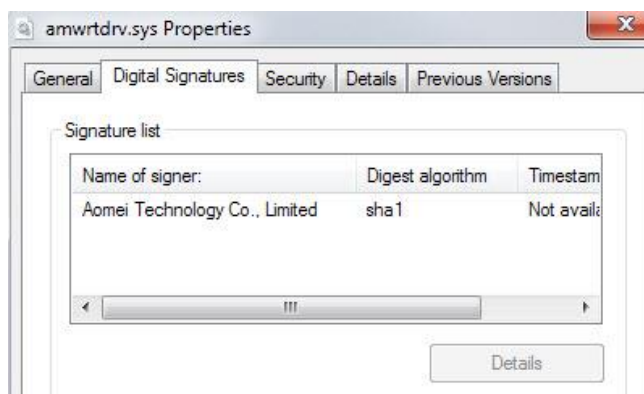 amwrtdrv.sys Properties
General Digital Signatures Security Details Previous Versions
Signature list
Name of signer: Digest algorithm Timestam
Aomei Technology Co., Limited sha1 Not availa
Details